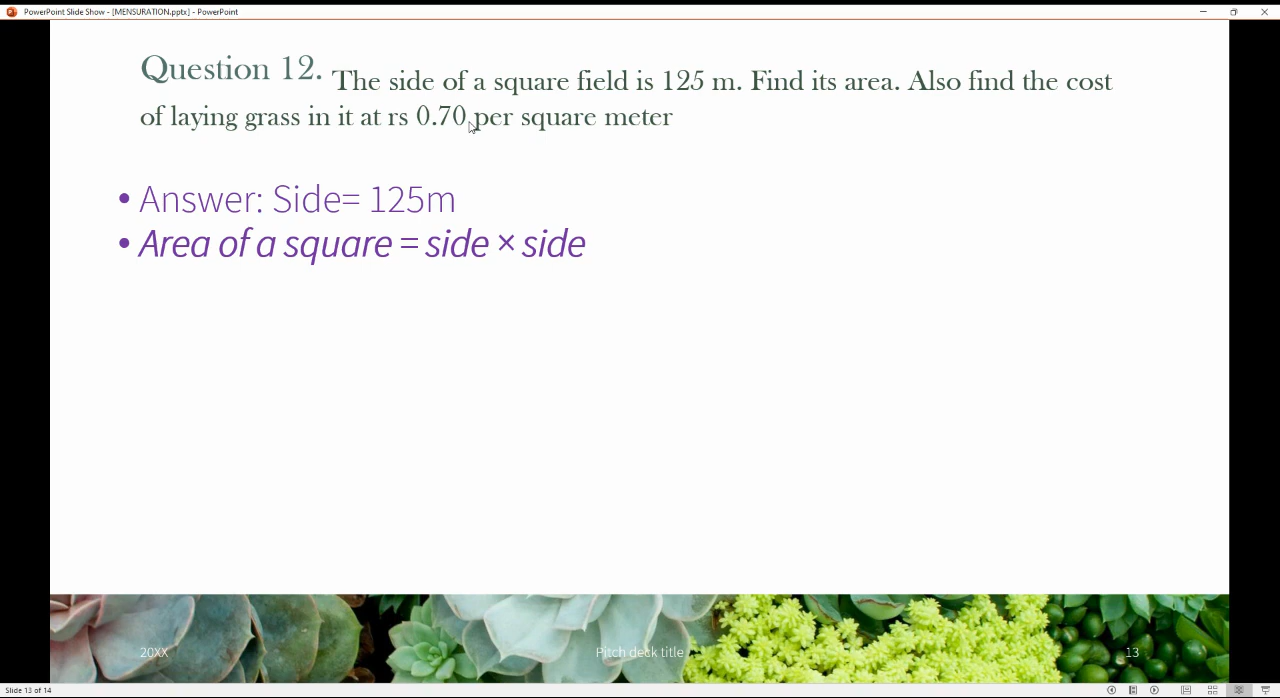 PowerPoint Slide Show - [MENSURATION.pptx] - PowerPoint
Question 12. The side of a square field is 125 m. Find its area. Also find the cost
of laying grass in it at rs 0.70 per square meter
• Answer: Side= 125m
• Area of a square = side × side
20XX
Pitch deck title
13
Slide 13 of 14